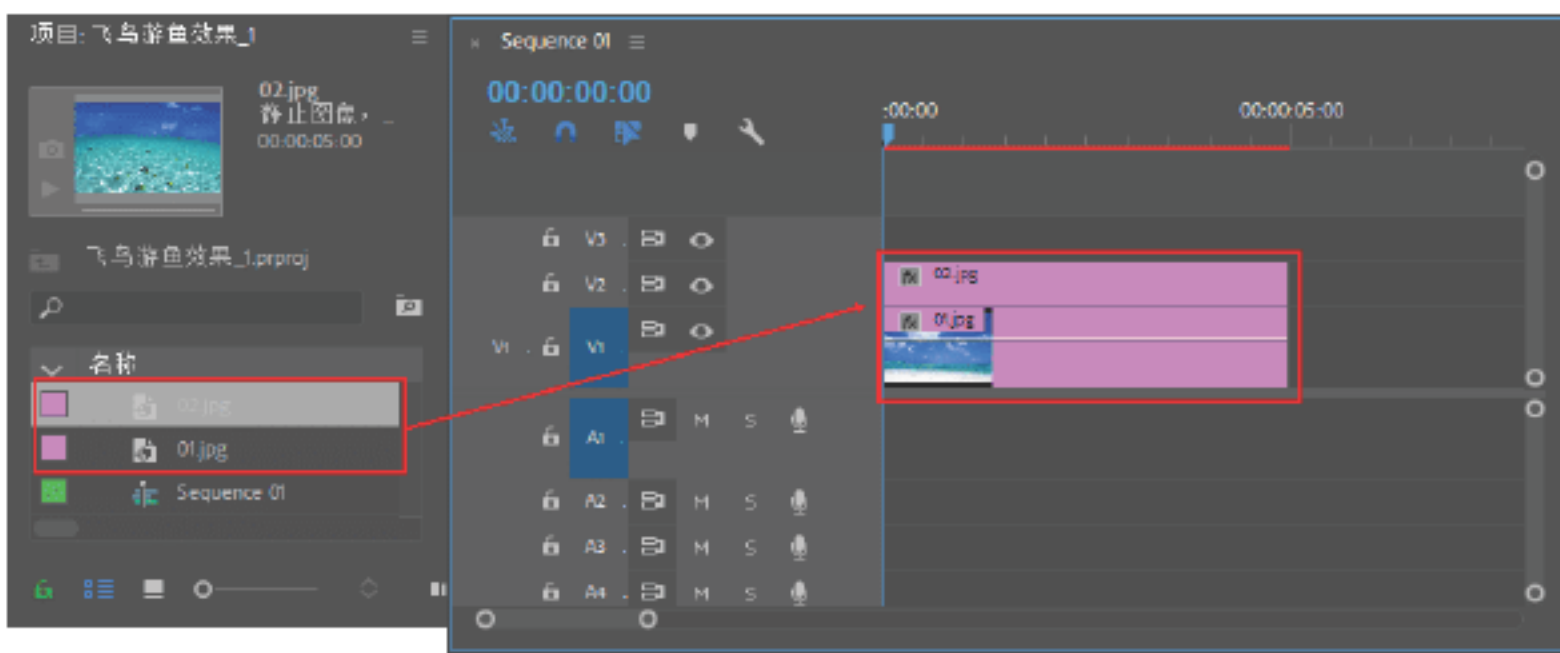 项目: 飞鸟游鱼效果_1
02.jpg
静止图像, _
00:00:05:00
飞鸟游鱼效果_1.prproj
名称
02.jpg
01.jpg
Sequence 01
Sequence 01
00:00:00:00
:00:00
00:00:05:00
V3
V2
V1 V1
fx 02.jpg
fx 01.jpg
A1 M S
A2 M S
A3 M S
A4 M S